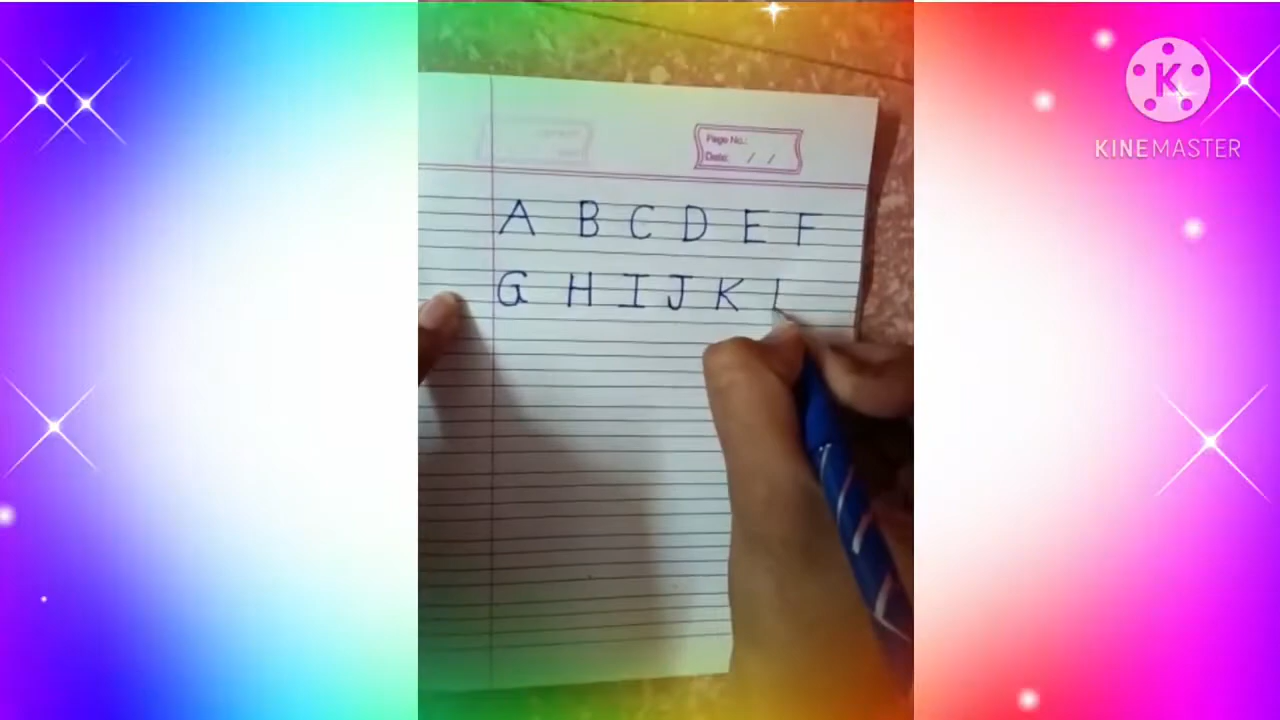 KINEMASTER
Page No.:
Date: / /
A B C D E F
G H I J K L